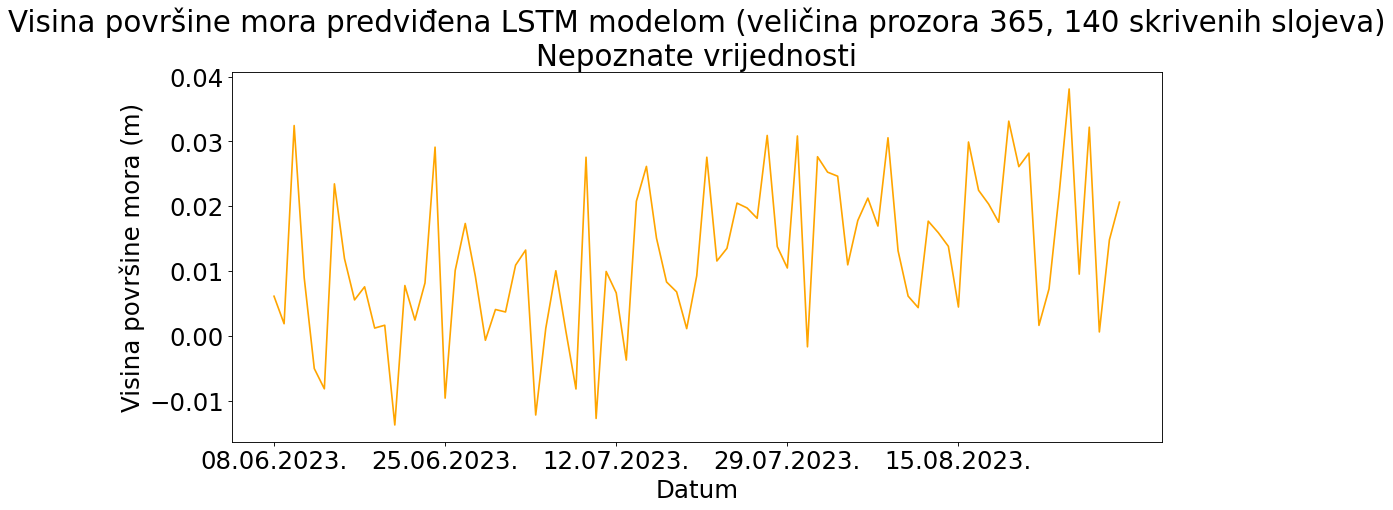 Visina površine mora predviđena LSTM modelom (veličina prozora 365, 140 skrivenih slojeva)
Nepoznate vrijednosti
Visina površine mora (m)
0.04
0.03
0.02
0.01
0.00
−0.01
08.06.2023. 25.06.2023. 12.07.2023. 29.07.2023. 15.08.2023.
Datum